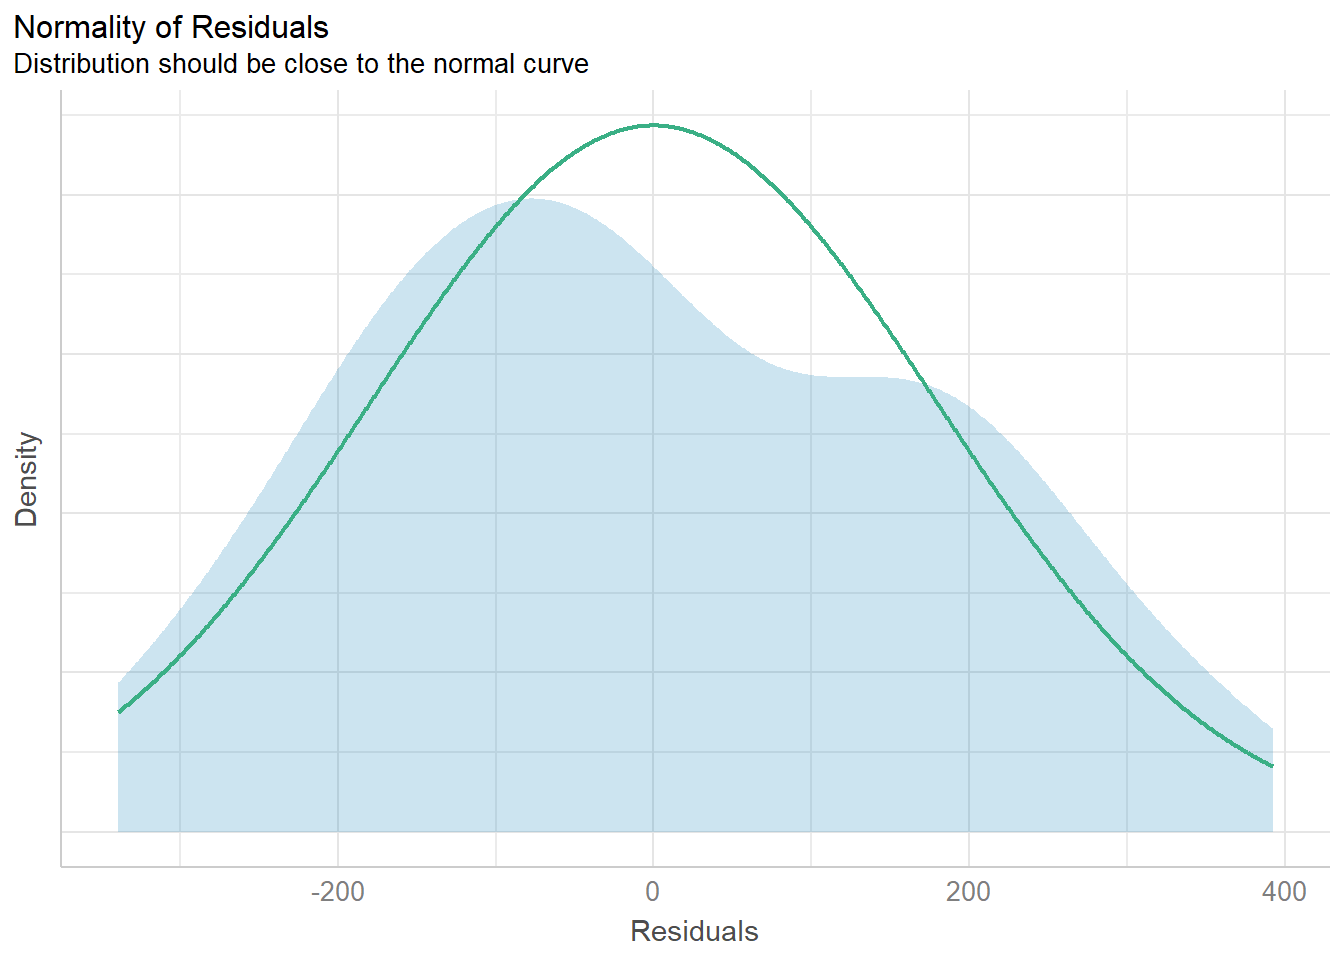 Normality of Residuals
Distribution should be close to the normal curve
Density
-200 0 200 400
Residuals